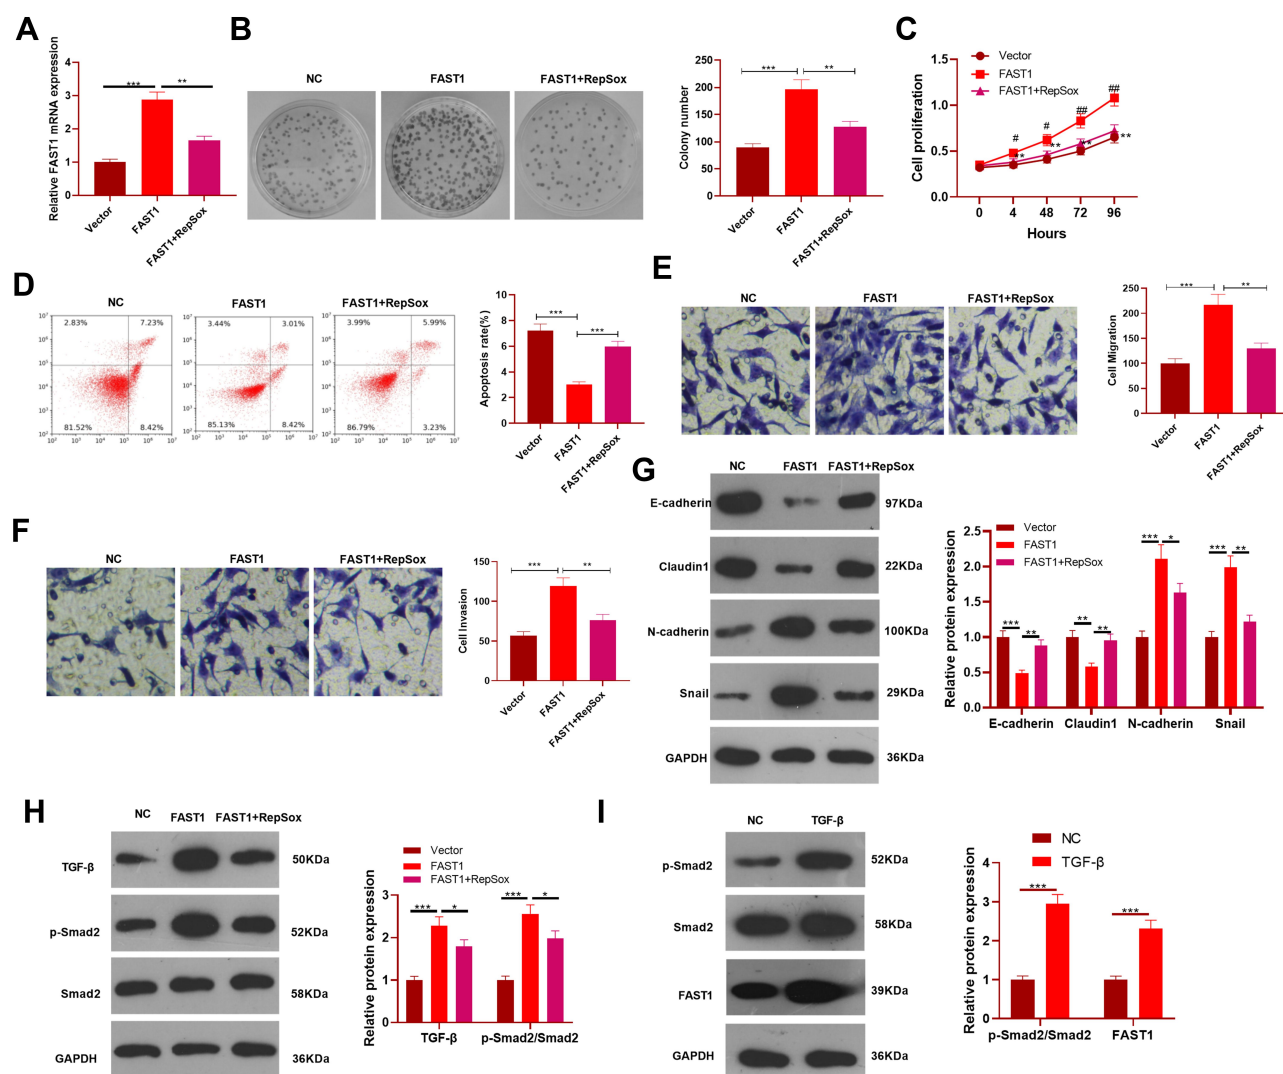 A
Relative FAST1 mRNA expression
4
3
2
1
0
***
**
Vector
FAST1
FAST1+RepSox
B
NC
FAST1
FAST1+RepSox
Colony number
250
200
150
100
50
0
***
**
Vector
FAST1
FAST1+RepSox
C
Vector
FAST1
FAST1+RepSox
Cell proliferation
1.5
1.0
0.5
0.0
#
#
##
##
**
**
**
**
0
4
48
72
96
Hours
D
NC
FAST1
FAST1+RepSox
2.83%
7.23%
81.52%
8.42%
3.44%
3.01%
85.13%
8.42%
3.99%
5.99%
86.79%
3.23%
Apoptosis rate(%)
10
8
6
4
2
0
***
***
Vector
FAST1
FAST1+RepSox
E
NC
FAST1
FAST1+RepSox
Cell Migration
250
200
150
100
50
0
***
**
Vector
FAST1
FAST1+RepSox
F
NC
FAST1
FAST1+RepSox
Cell Invasion
150
100
50
0
***
**
Vector
FAST1
FAST1+RepSox
G
NC
FAST1
FAST1+RepSox
E-cadherin
97KDa
Claudin1
22KDa
N-cadherin
100KDa
Snail
29KDa
GAPDH
36KDa
Vector
FAST1
FAST1+RepSox
Relative protein expression
2.5
2.0
1.5
1.0
0.5
0.0
***
**
**
**
***
*
***
**
E-cadherin
Claudin1
N-cadherin
Snail
H
NC
FAST1
FAST1+RepSox
TGF-β
50KDa
p-Smad2
52KDa
Smad2
58KDa
GAPDH
36KDa
Vector
FAST1
FAST1+RepSox
Relative protein expression
3
2
1
0
***
*
***
*
TGF-β
p-Smad2/Smad2
I
NC
TGF-β
p-Smad2
52KDa
Smad2
58KDa
FAST1
39KDa
GAPDH
36KDa
NC
TGF-β
Relative protein expression
4
3
2
1
0
***
***
p-Smad2/Smad2
FAST1